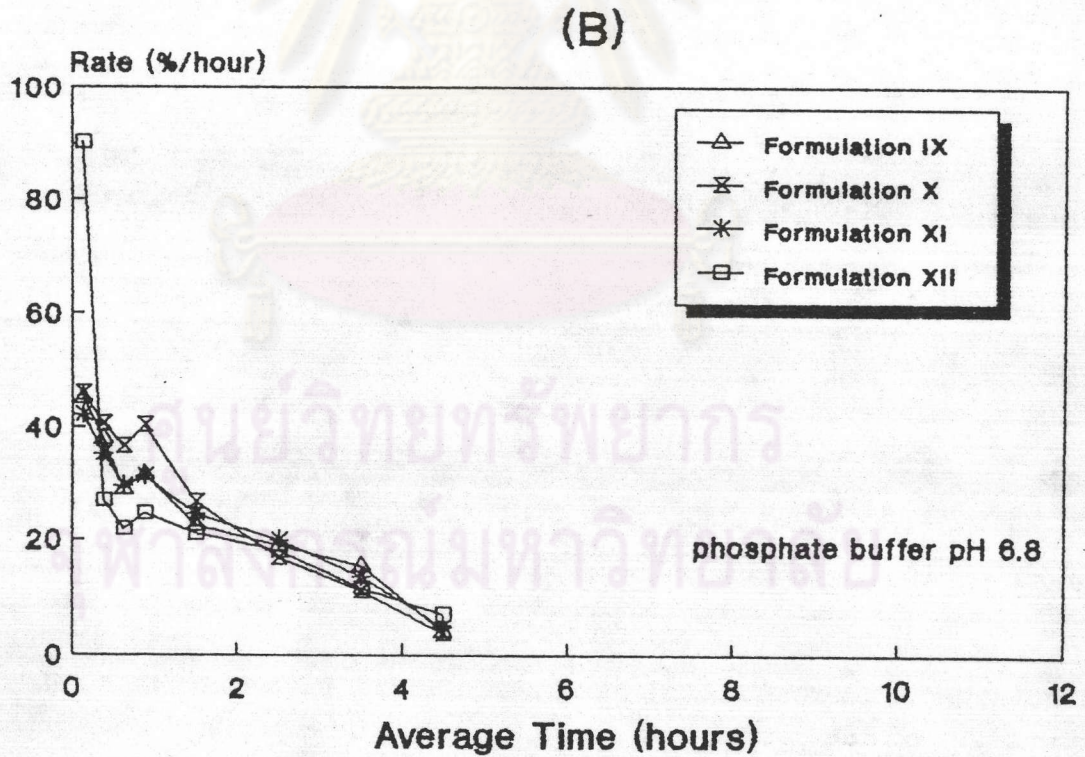 (B)
Rate (%/hour)
100
80
60
40
20
0
0 2 4 6 8 10 12
Average Time (hours)
Formulation IX
Formulation X
Formulation XI
Formulation XII
phosphate buffer pH 6.8
ศูนย์วิทยทรัพยากร
จุฬาลงกรณ์มหาวิทยาลัย